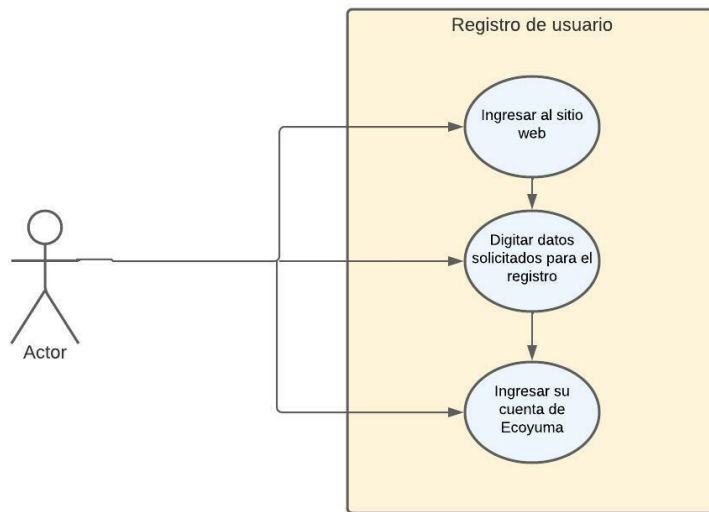 Registro de usuario
Ingresar al sitio
web
Digitar datos
solicitados para el
registro
Actor
Ingresar su
cuenta de
Ecoyuma